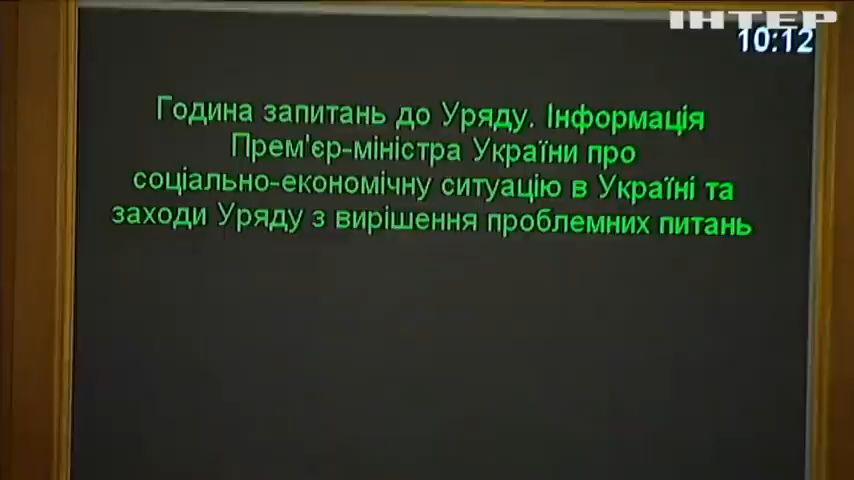 ІНТЕР
10:12
Година запитань до Уряду. Інформація
Прем'єр-міністра України про
соціально-економічну ситуацію в Україні та
заходи Уряду з вирішення проблемних питань